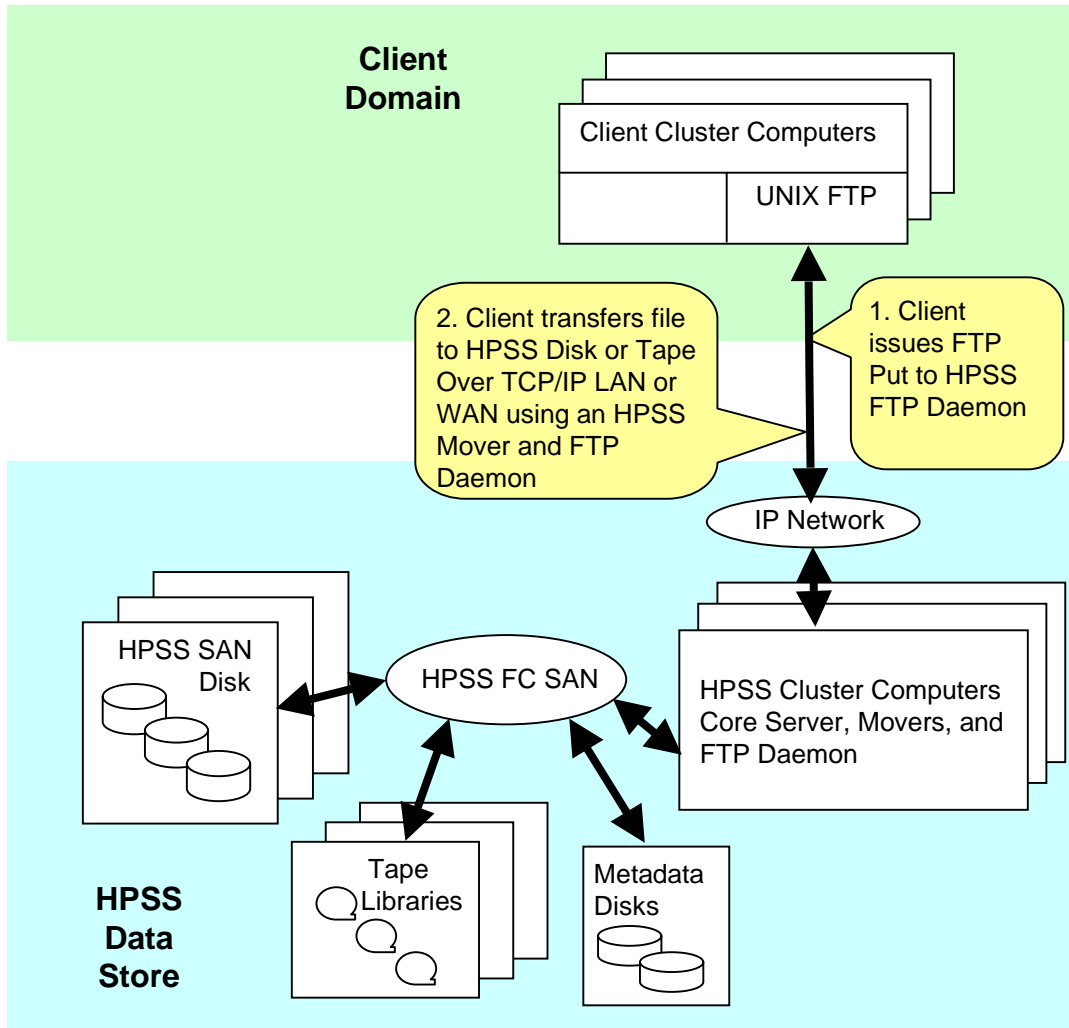 Client
Domain
Client Cluster Computers
UNIX FTP
2. Client transfers file
to HPSS Disk or Tape
Over TCP/IP LAN or
WAN using an HPSS
Mover and FTP
Daemon
1. Client
issues FTP
Put to HPSS
FTP Daemon
IP Network
HPSS SAN
Disk
HPSS FC SAN
HPSS Cluster Computers
Core Server, Movers, and
FTP Daemon
Tape
Libraries
Metadata
Disks
HPSS
Data
Store